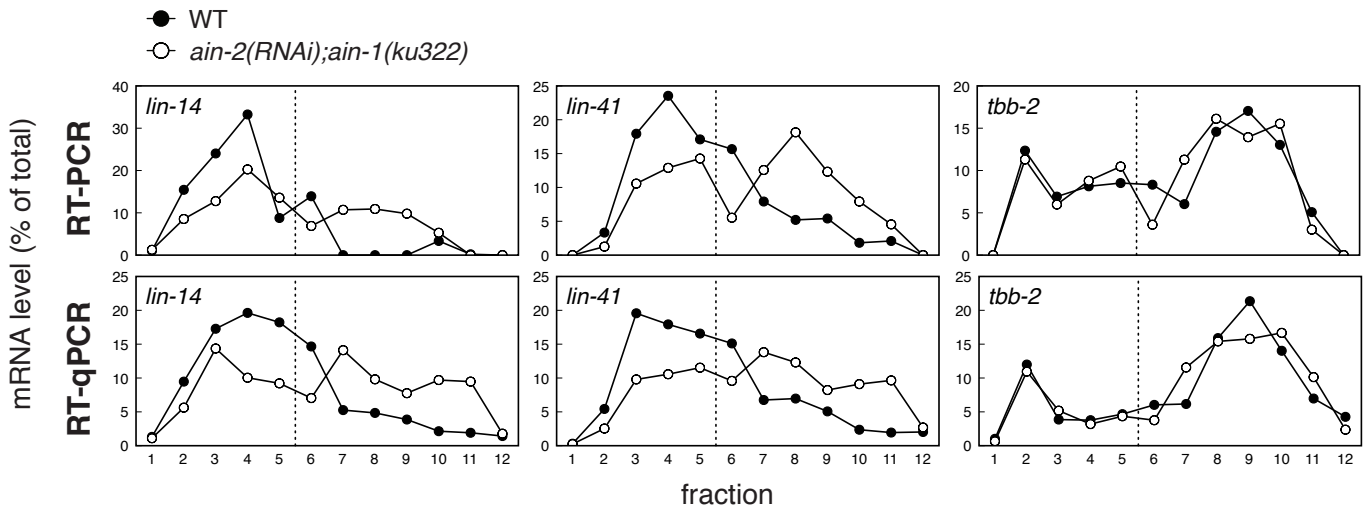 WT
ain-2(RNAi);ain-1(ku322)
mRNA level (% of total)
RT-PCR
lin-14
40
30
20
10
0
lin-41
25
20
15
10
5
0
tbb-2
20
15
10
5
0
RT-qPCR
lin-14
25
20
15
10
5
0
1 2 3 4 5 6 7 8 9 10 11 12
lin-41
25
20
15
10
5
0
1 2 3 4 5 6 7 8 9 10 11 12
tbb-2
25
20
15
10
5
0
1 2 3 4 5 6 7 8 9 10 11 12
fraction